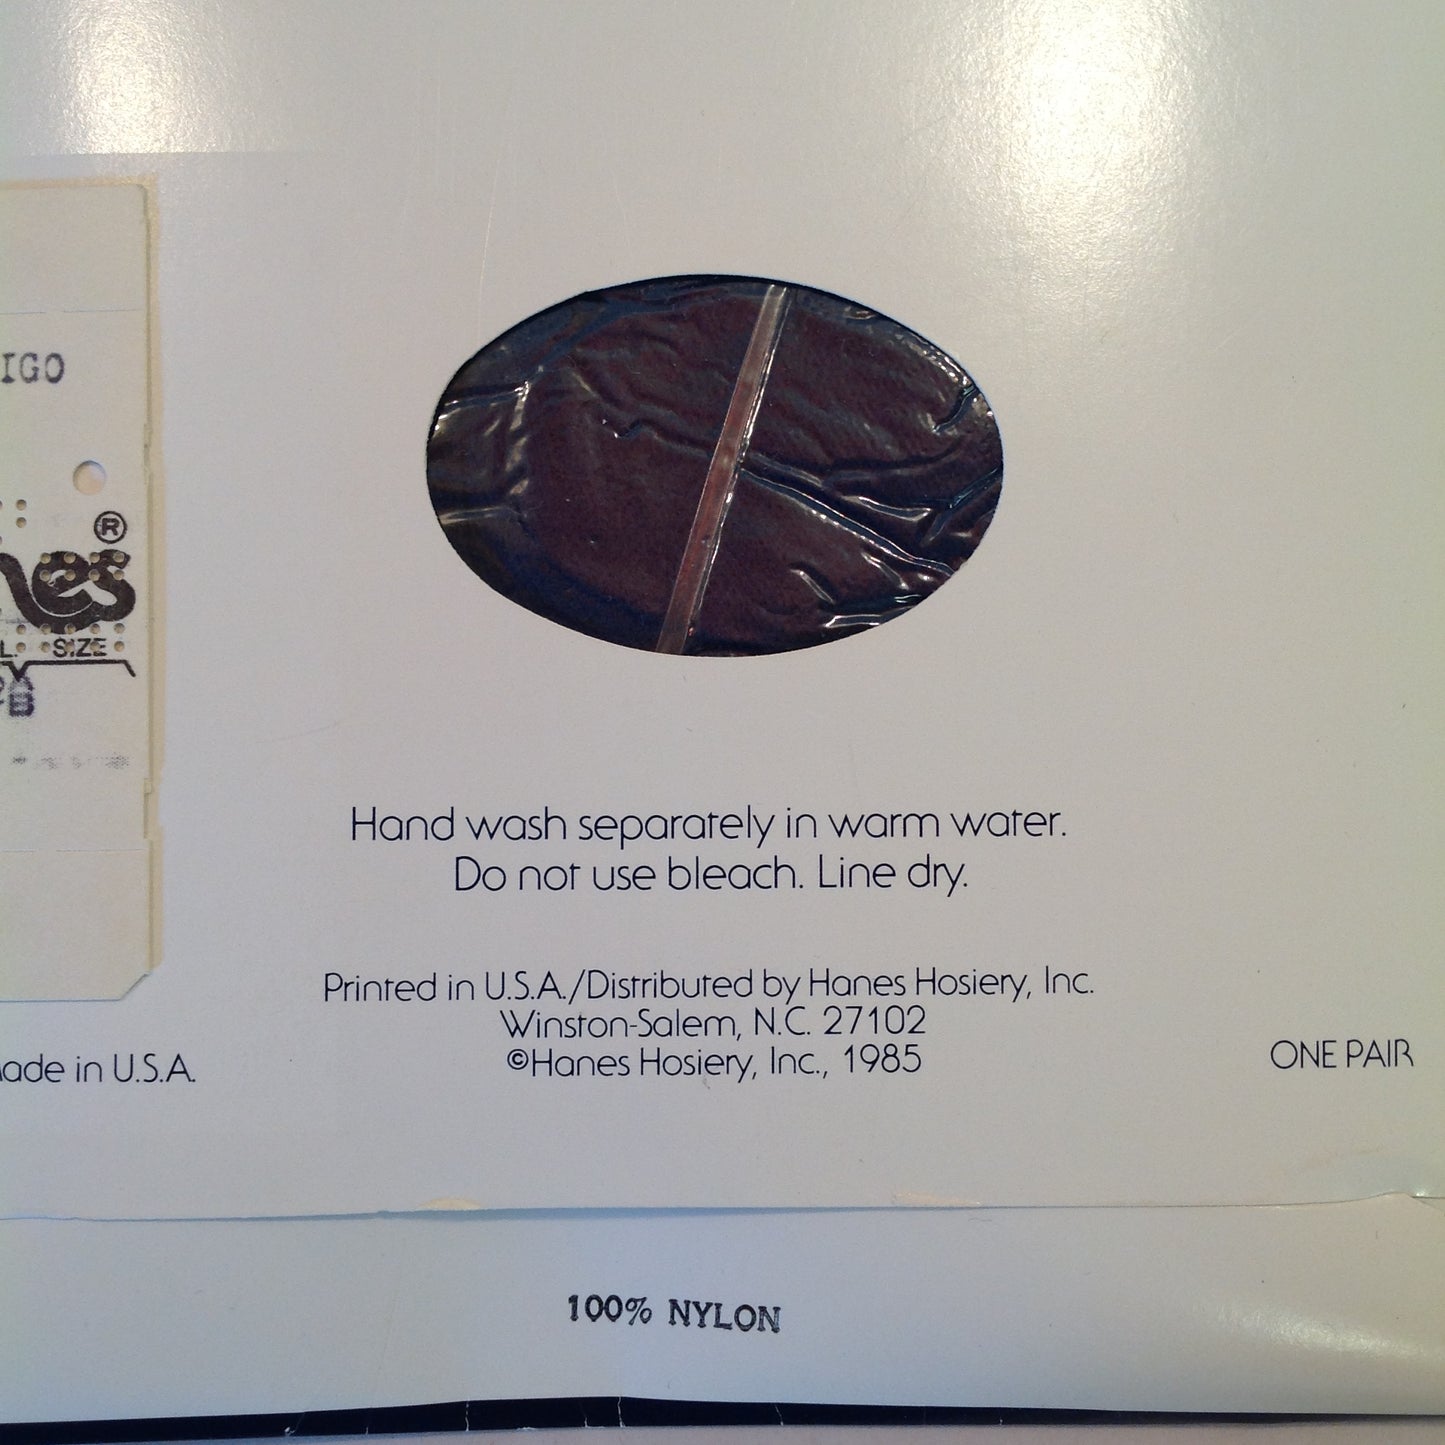 IGO
®
nes
L. SIZE
B
Hand wash separately in warm water.
Do not use bleach. Line dry.
Printed in U.S.A./Distributed by Hanes Hosiery, Inc.
Winston-Salem, N.C. 27102
©Hanes Hosiery, Inc., 1985
ade in U.S.A.
ONE PAIR
100% NYLON